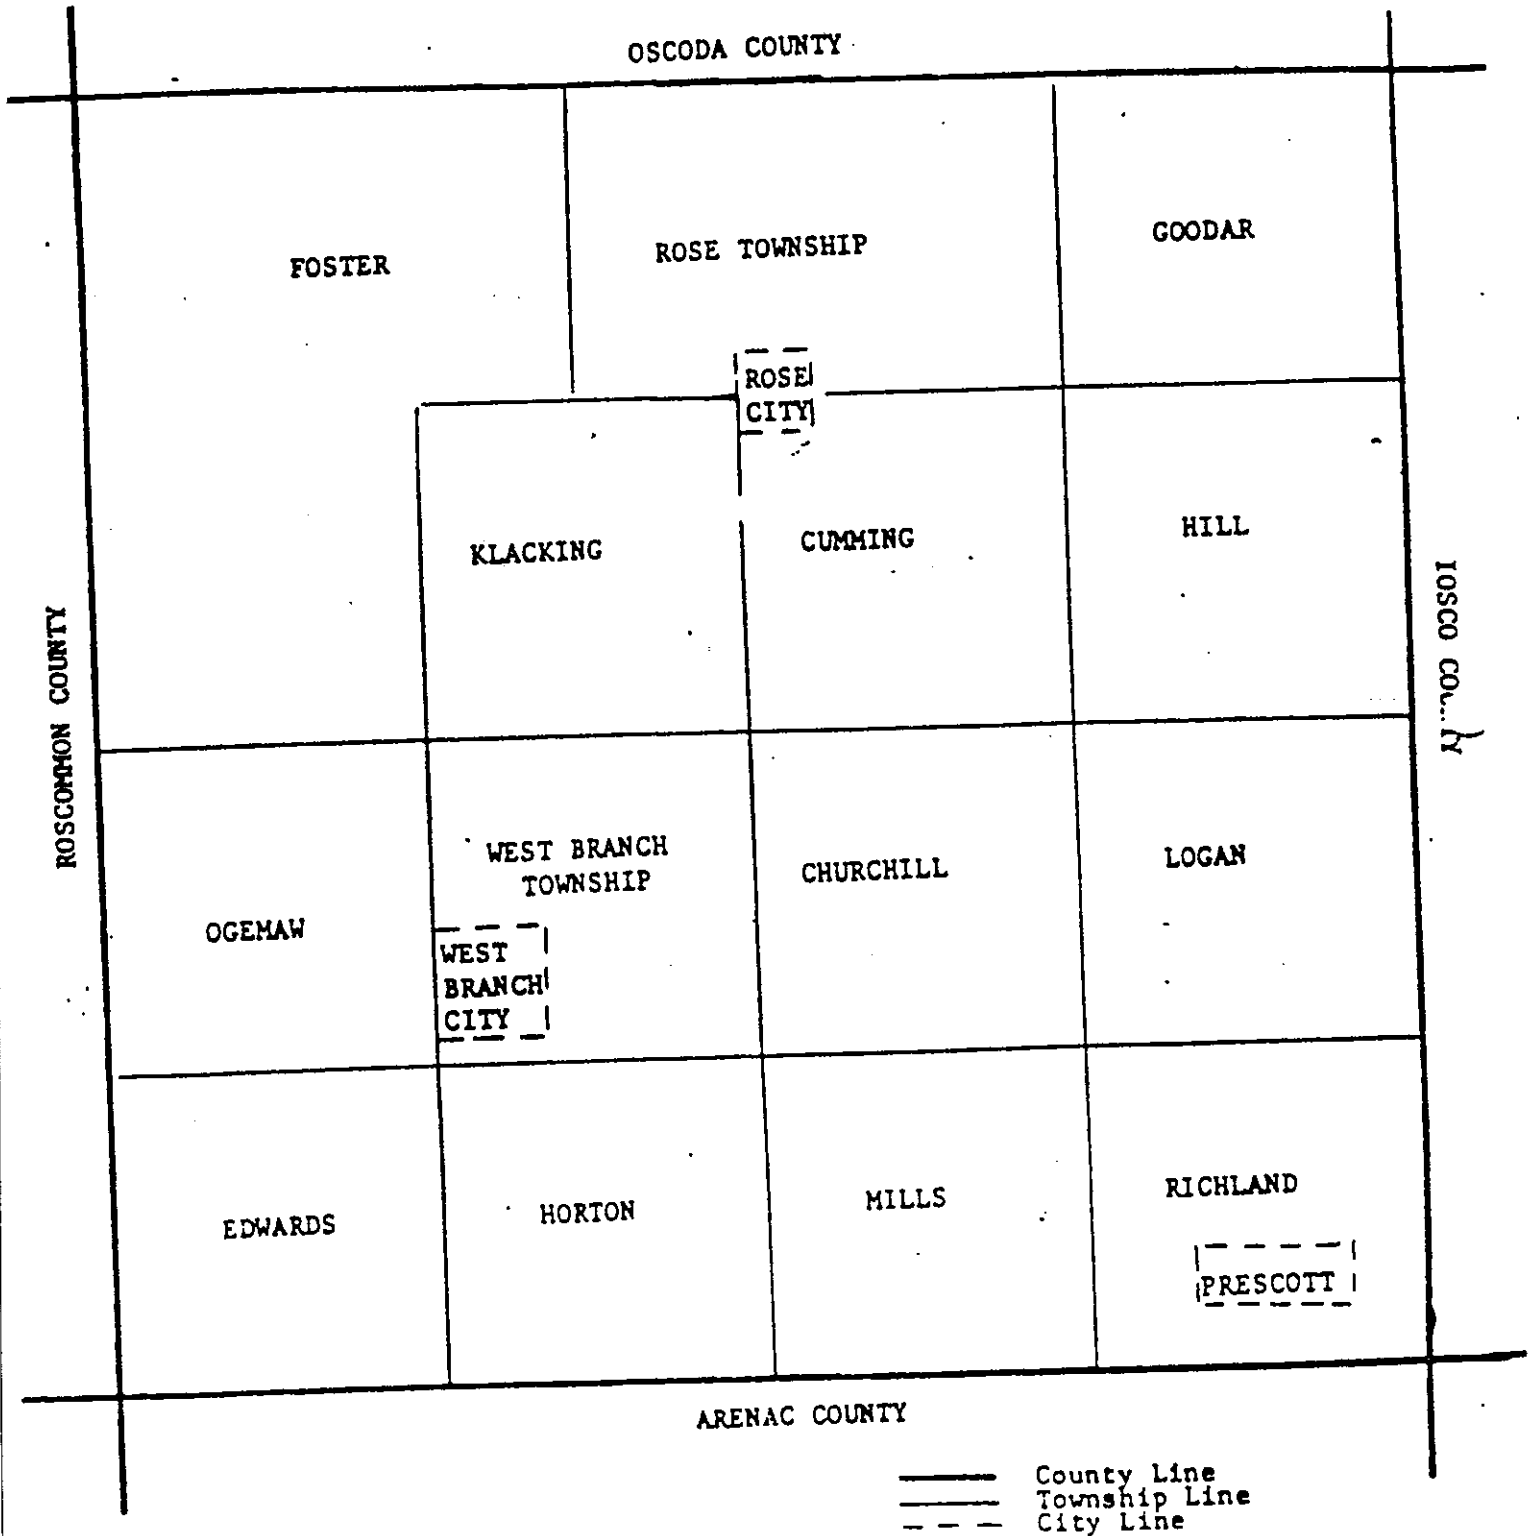 OSCODA COUNTY
FOSTER
ROSE TOWNSHIP
GOODAR
ROSE
CITY
KLACKING
CUMMING
HILL
ROSCOMMON COUNTY
IOSCO
WEST BRANCH
TOWNSHIP
CHURCHILL
LOGAN
OGEMAW
WEST
BRANCH
CITY
EDWARDS
HORTON
MILLS
RICHLAND
PRESCOTT
ARENAC COUNTY
County Line
Township Line
City Line